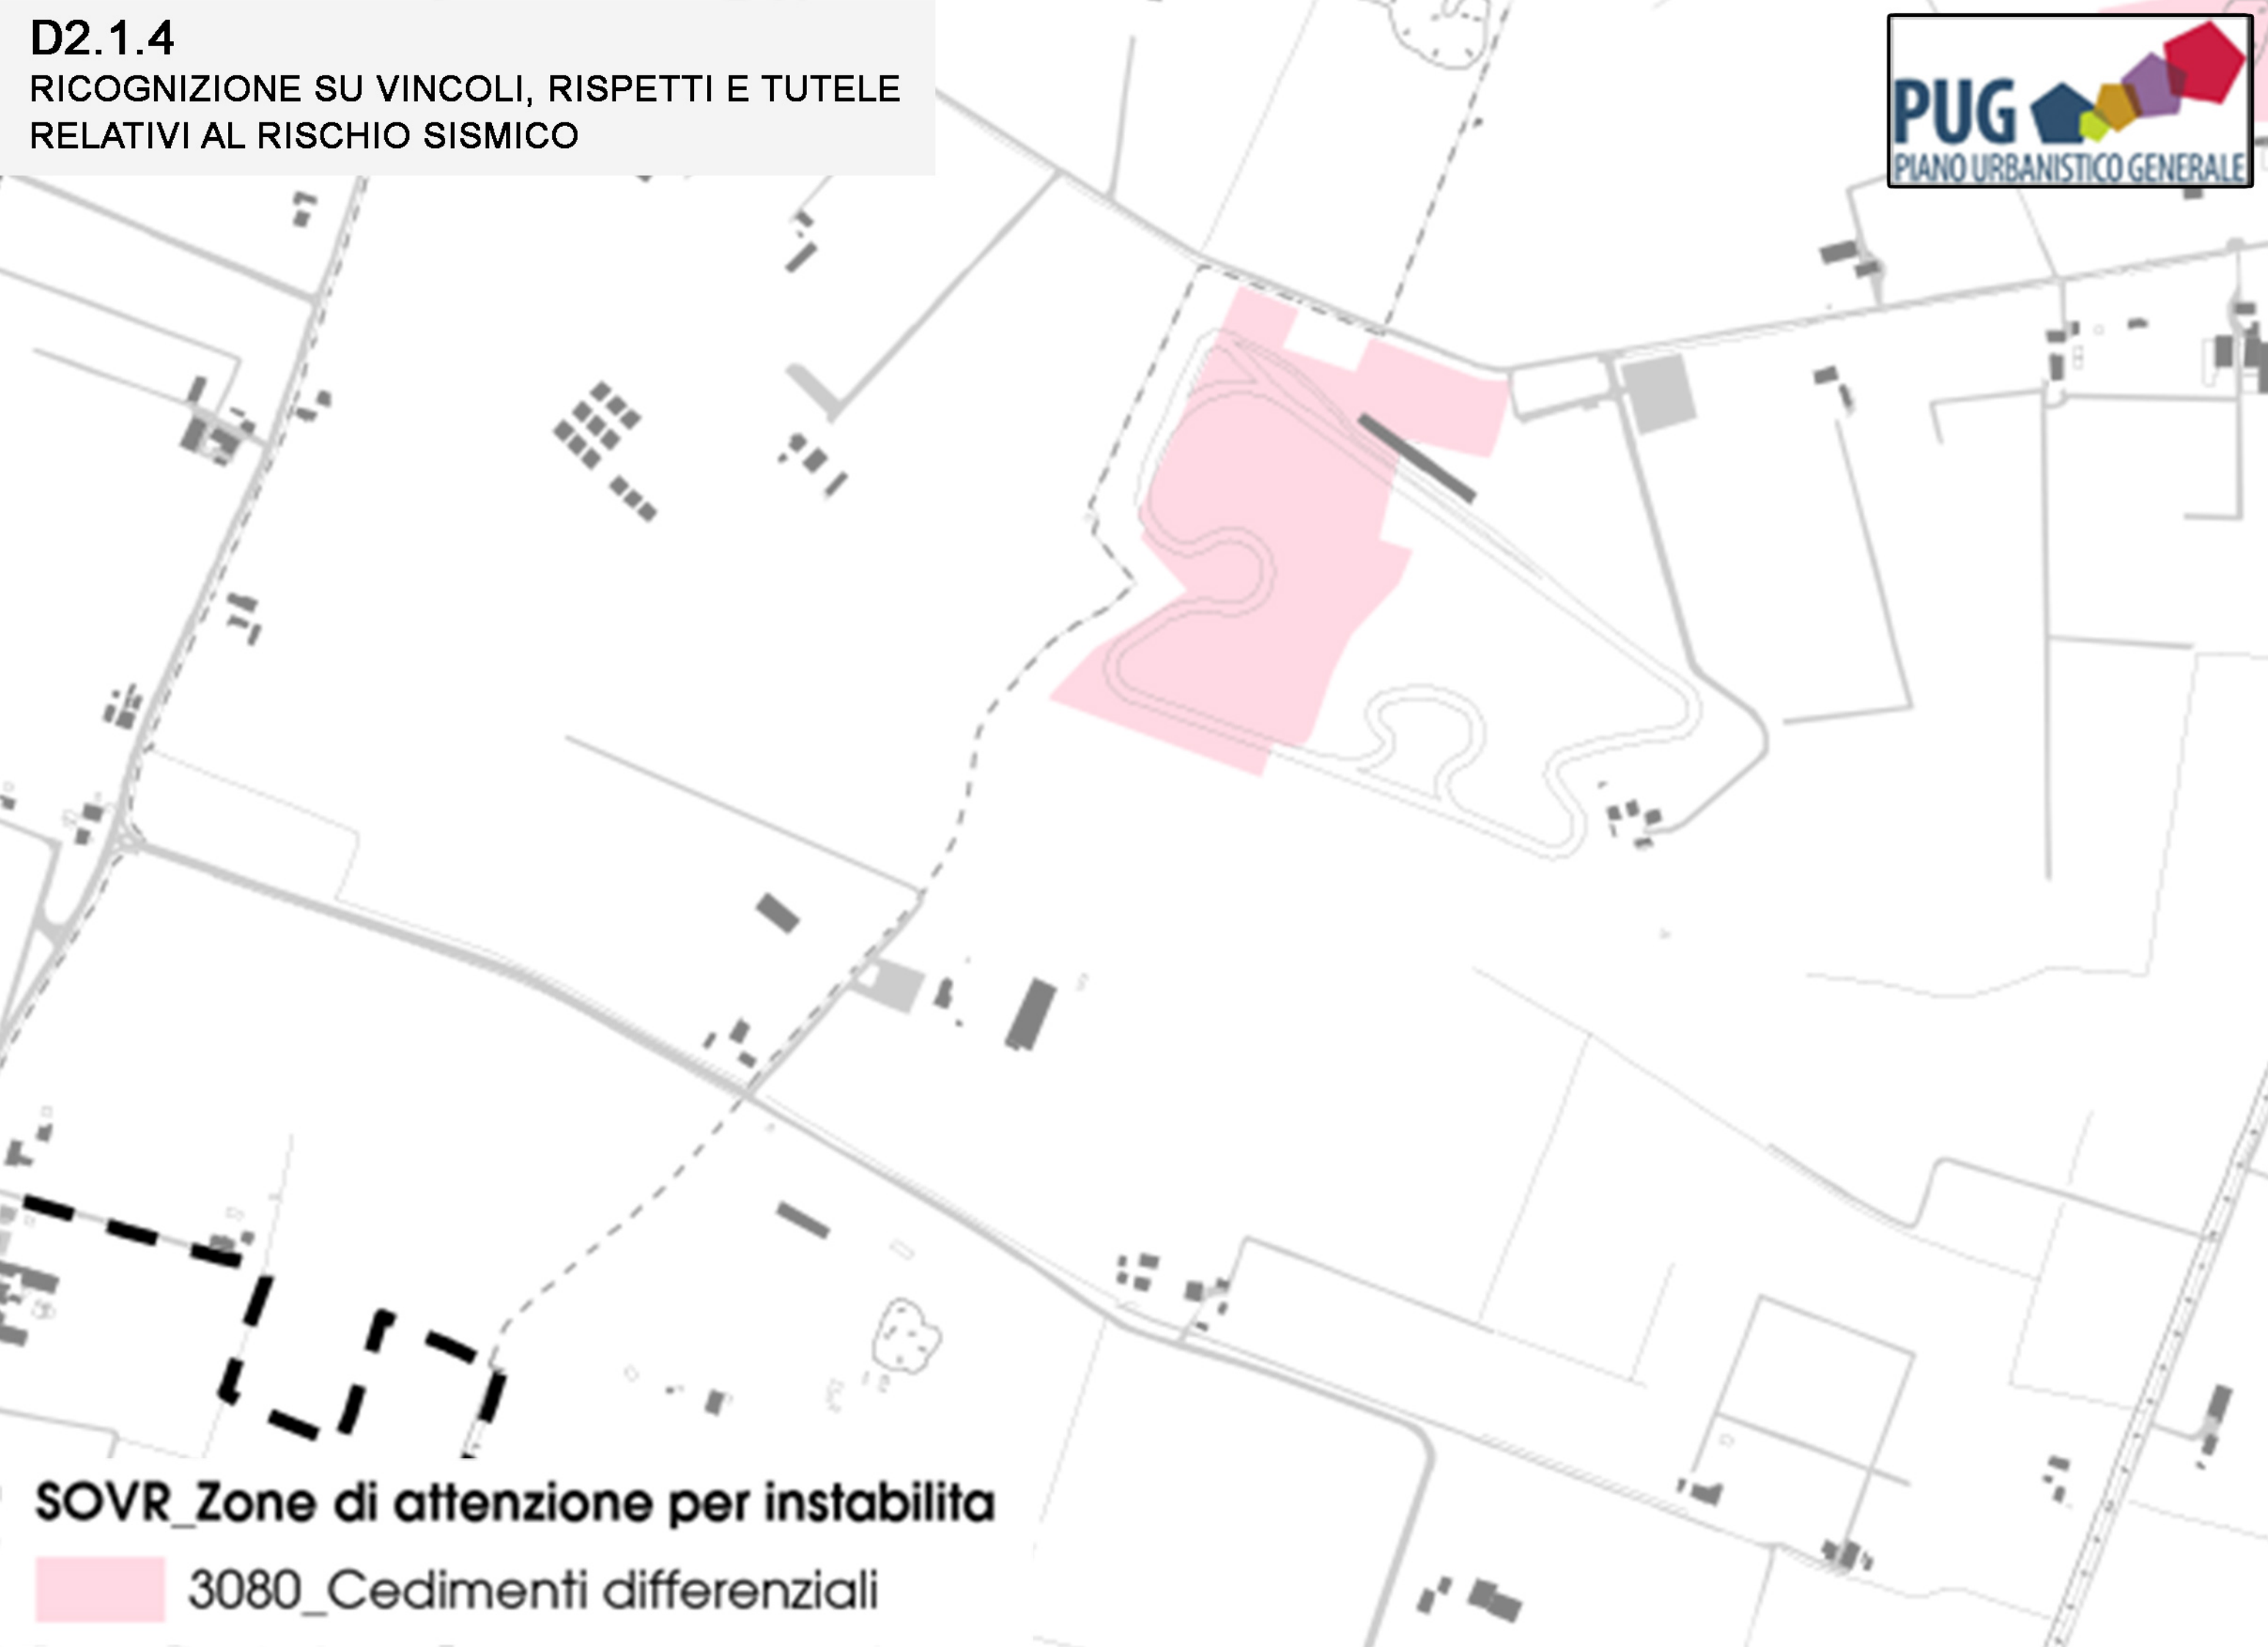 D2.1.4
RICOGNIZIONE SU VINCOLI, RISPETTI E TUTELE
RELATIVI AL RISCHIO SISMICO
PUG
PIANO URBANISTICO GENERALE
SOVR_Zone di attenzione per instabilita
3080_Cedimenti differenziali